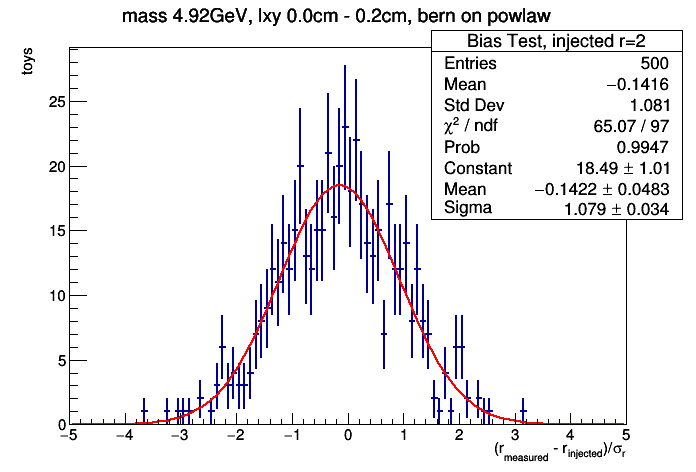 mass 4.92GeV, lxy 0.0cm - 0.2cm, bern on powlaw
toys
Bias Test, injected r=2
Entries 500
Mean −0.1416
Std Dev 1.081
χ² / ndf 65.07 / 97
Prob 0.9947
Constant 18.49 ± 1.01
Mean −0.1422 ± 0.0483
Sigma 1.079 ± 0.034
25
20
15
10
5
0
−5 −4 −3 −2 −1 0 1 2 3 4 5
(r_measured - r_injected)/σ_r